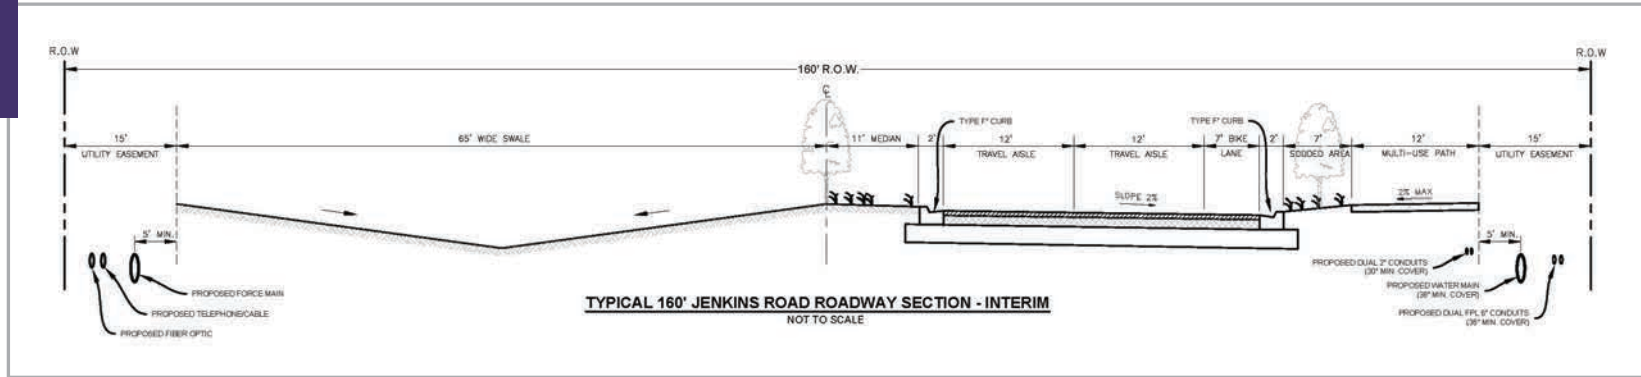 R.O.W
R.O.W
160' R.O.W.
℄
TYPE F" CURB
TYPE F" CURB
15'
65' WIDE SWALE
11' MEDIAN
2'
12'
12'
7' BIKE
2'
7'
12'
15'
UTILITY EASEMENT
TRAVEL AISLE
TRAVEL AISLE
LANE
SODDED AREA
MULTI-USE PATH
UTILITY EASEMENT
SLOPE 2%
2% MAX
5' MIN.
5' MIN.
PROPOSED FORCE MAIN
PROPOSED TELEPHONE/CABLE
PROPOSED FIBER OPTIC
PROPOSED DUAL 2" CONDUITS
(30" MIN. COVER)
PROPOSED WATER MAIN
(36" MIN. COVER)
PROPOSED DUAL FPL 6" CONDUITS
(36" MIN. COVER)
TYPICAL 160' JENKINS ROAD ROADWAY SECTION - INTERIM
NOT TO SCALE